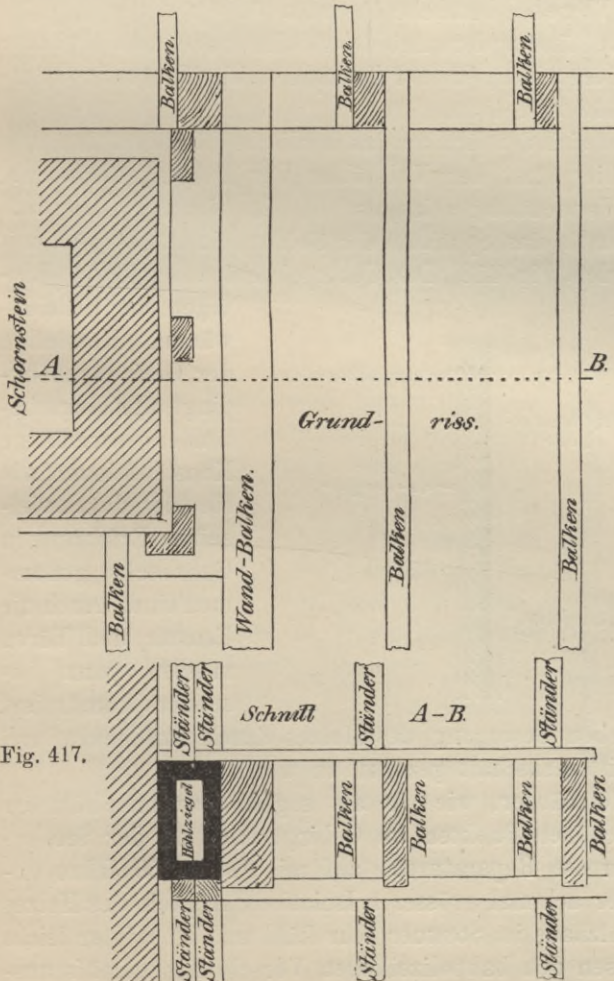 Balken.
Balken.
Balken.
Schornstein
A.
B.
Grund- riss.
Wand-Balken.
Balken
Balken
Balken
Ständer
Ständer
Ständer
Ständer
Schnitt A-B.
Fig. 417.
Hohlziegel
Balken
Balken
Balken
Balken
Ständer
Ständer
Ständer
Ständer